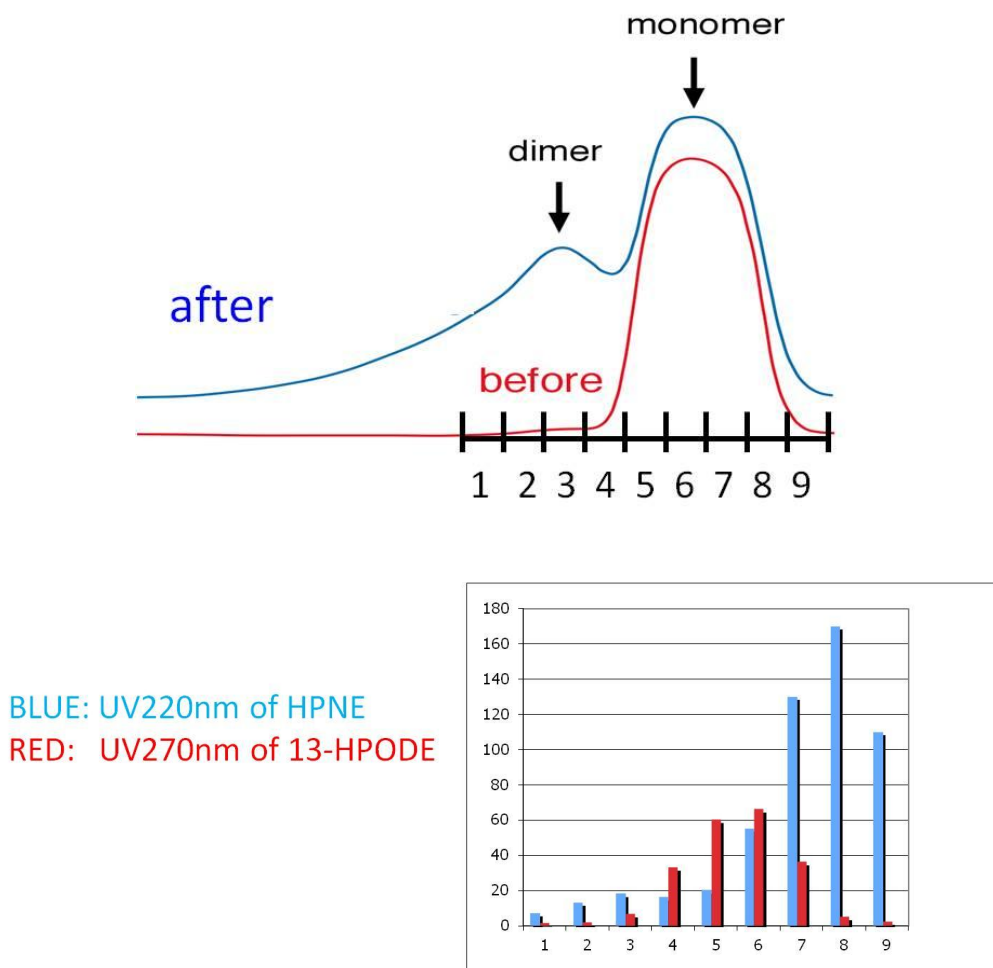 monomer
dimer
after
before
1 2 3 4 5 6 7 8 9
BLUE: UV220nm of HPNE
RED: UV270nm of 13-HPODE
180
160
140
120
100
80
60
40
20
0
1 2 3 4 5 6 7 8 9